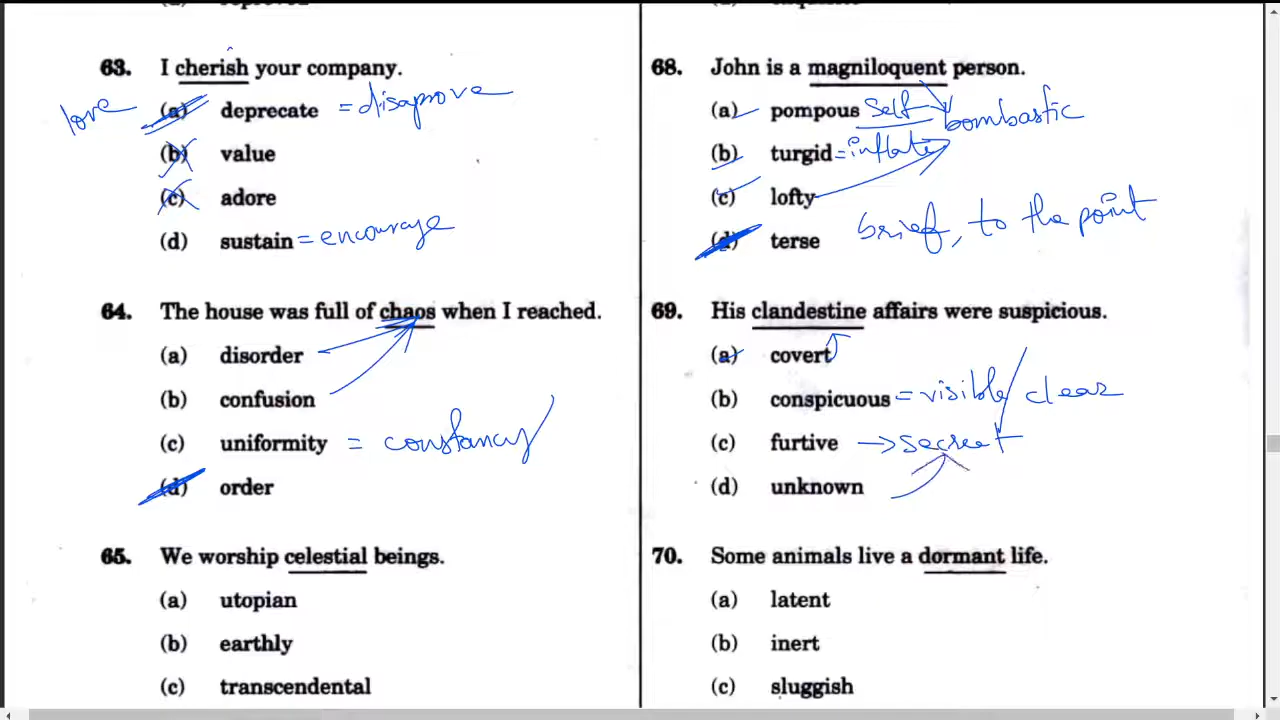 63. I cherish your company.
love (a) deprecate = disaprove
(b) value
(c) adore
(d) sustain = encourage
64. The house was full of chaos when I reached.
(a) disorder
(b) confusion
(c) uniformity = constancy
(d) order
65. We worship celestial beings.
(a) utopian
(b) earthly
(c) transcendental
68. John is a magniloquent person.
(a) pompous self bombastic
(b) turgid =
(c) lofty
(d) terse brief, to the point
69. His clandestine affairs were suspicious.
(a) covert
(b) conspicuous = visible/clear
(c) furtive → secret
(d) unknown
70. Some animals live a dormant life.
(a) latent
(b) inert
(c) sluggish